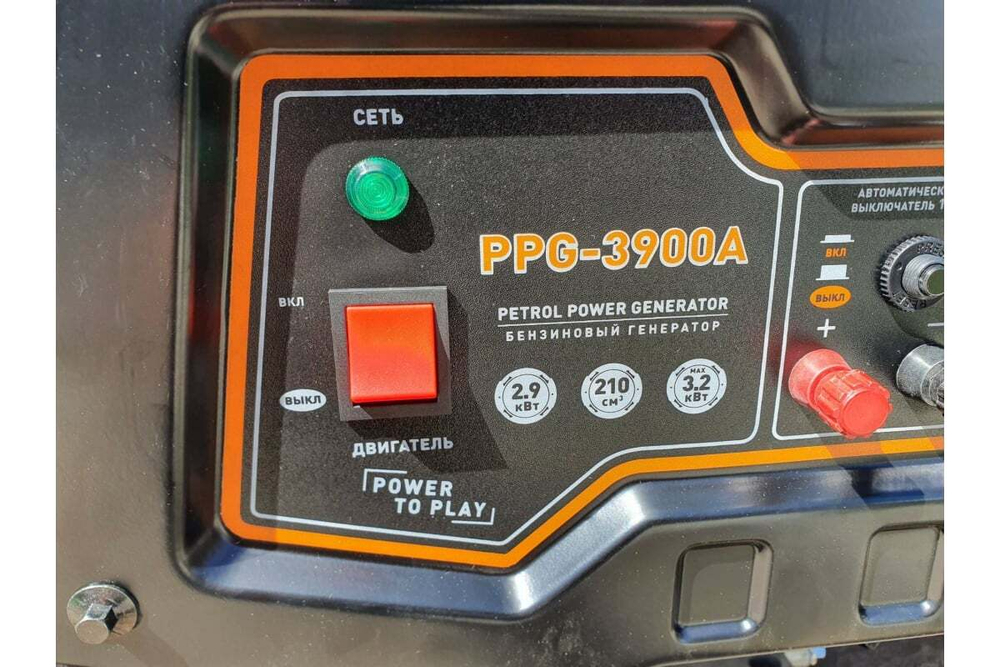 СЕТЬ
PPG-3900A
PETROL POWER GENERATOR
БЕНЗИНОВЫЙ ГЕНЕРАТОР
2.9
кВт
210
СМ³
MAX
3.2
кВт
ВКЛ
ВЫКЛ
ДВИГАТЕЛЬ
POWER
TO PLAY
ВЫКЛЮЧАТЕЛЬ
ВКЛ
ВЫКЛ
+